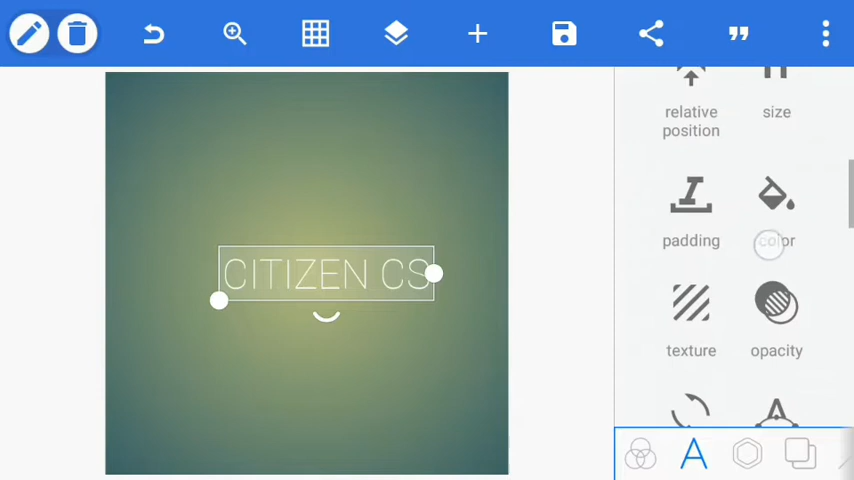 CITIZEN CS
relative
position
size
padding
color
texture
opacity